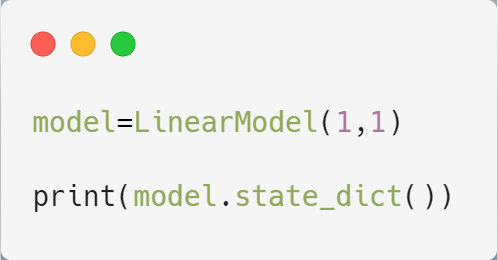 model=LinearModel(1,1)
print(model.state_dict())